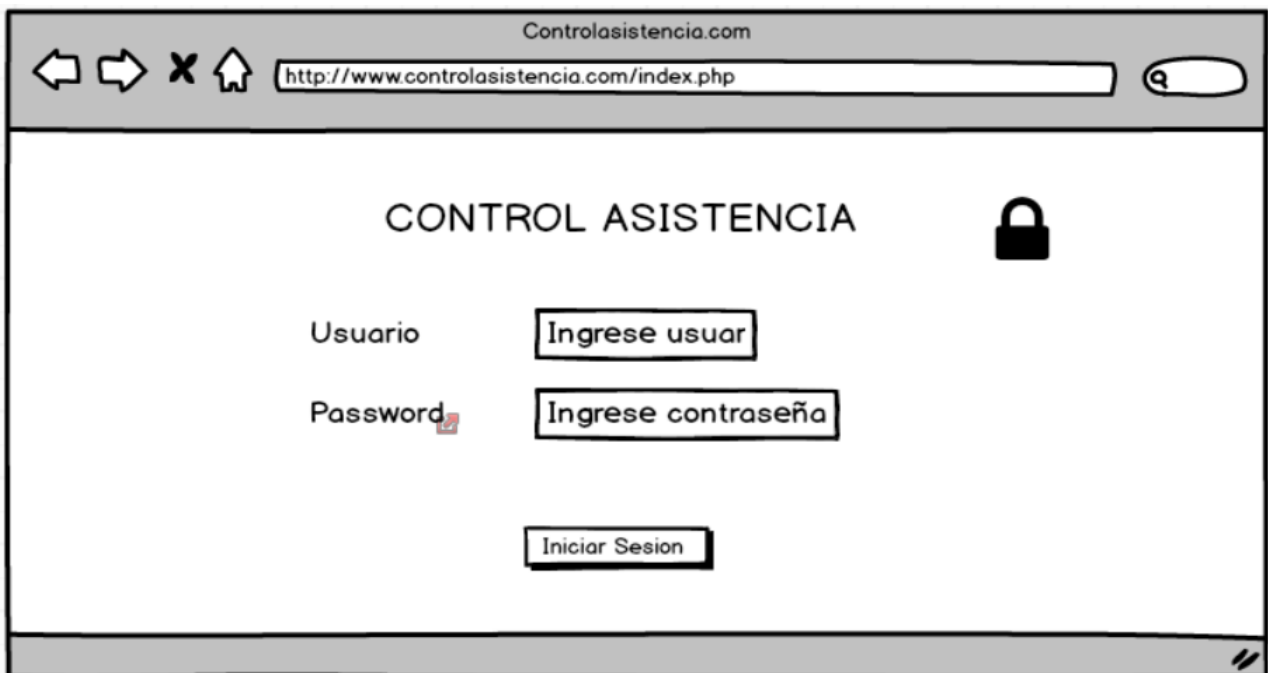 Controlasistencia.com
http://www.controlasistencia.com/index.php
CONTROL ASISTENCIA
Usuario Ingrese usuar
Password Ingrese contraseña
Iniciar Sesion